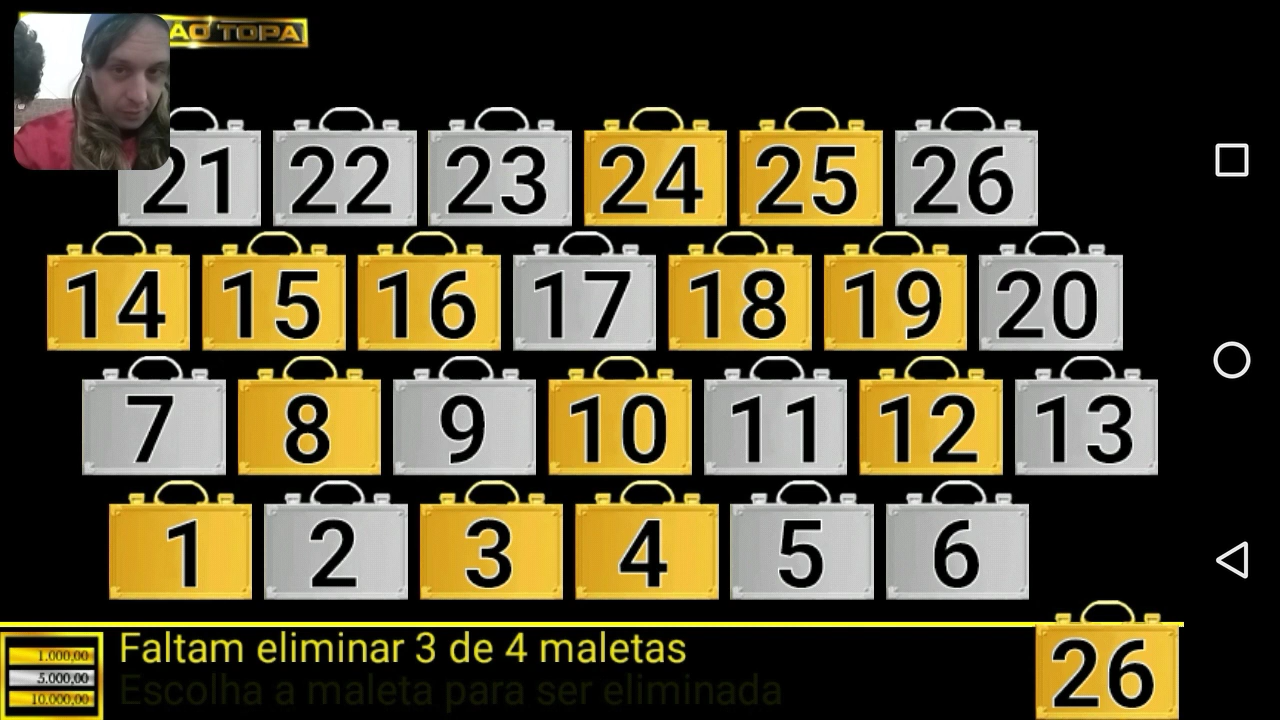 ÃO TOPA
21 22 23 24 25 26
14 15 16 17 18 19 20
7 8 9 10 11 12 13
1 2 3 4 5 6
Faltam eliminar 3 de 4 maletas
Escolha a maleta para ser eliminada
1.000,00
5.000,00
10.000,00
26